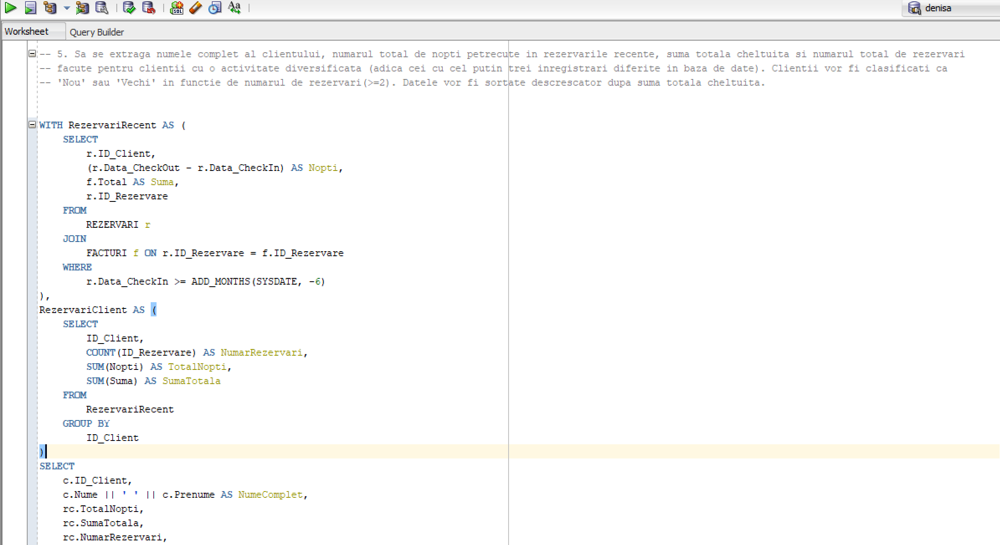 SQL
Aa
denisa
Worksheet
Query Builder
-- 5. Sa se extraga numele complet al clientului, numarul total de nopti petrecute in rezervarile recente, suma totala cheltuita si numarul total de rezervari
-- facute pentru clientii cu o activitate diversificata (adica cei cu cel putin trei inregistrari diferite in baza de date). Clientii vor fi clasificati ca
-- 'Nou' sau 'Vechi' in functie de numarul de rezervari(>=2). Datele vor fi sortate descrescator dupa suma totala cheltuita.
WITH RezervariRecent AS (
SELECT
r.ID_Client,
(r.Data_CheckOut - r.Data_CheckIn) AS Nopti,
f.Total AS Suma,
r.ID_Rezervare
FROM
REZERVARI r
JOIN
FACTURI f ON r.ID_Rezervare = f.ID_Rezervare
WHERE
r.Data_CheckIn >= ADD_MONTHS(SYSDATE, -6)
),
RezervariClient AS (
SELECT
ID_Client,
COUNT(ID_Rezervare) AS NumarRezervari,
SUM(Nopti) AS TotalNopti,
SUM(Suma) AS SumaTotala
FROM
RezervariRecent
GROUP BY
ID_Client
)
SELECT
c.ID_Client,
c.Nume || ' ' || c.Prenume AS NumeComplet,
rc.TotalNopti,
rc.SumaTotala,
rc.NumarRezervari,